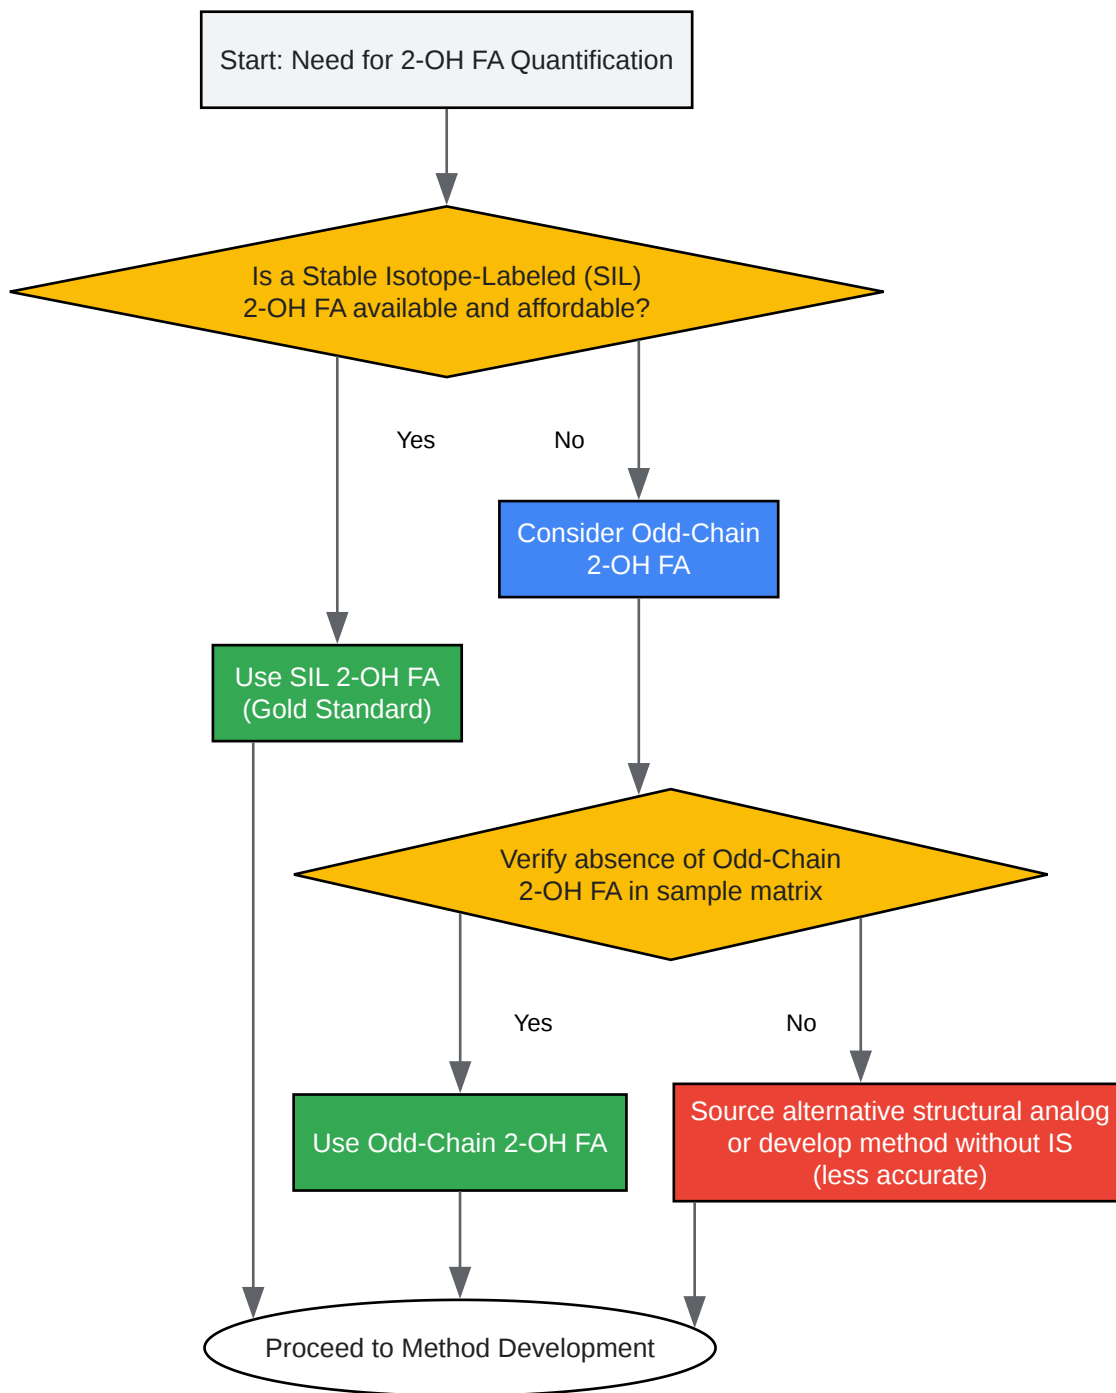 Start: Need for 2-OH FA Quantification
Is a Stable Isotope-Labeled (SIL)
2-OH FA available and affordable?
Yes
No
Consider Odd-Chain
2-OH FA
Use SIL 2-OH FA
(Gold Standard)
Verify absence of Odd-Chain
2-OH FA in sample matrix
Yes
No
Use Odd-Chain 2-OH FA
Source alternative structural analog
or develop method without IS
(less accurate)
Proceed to Method Development